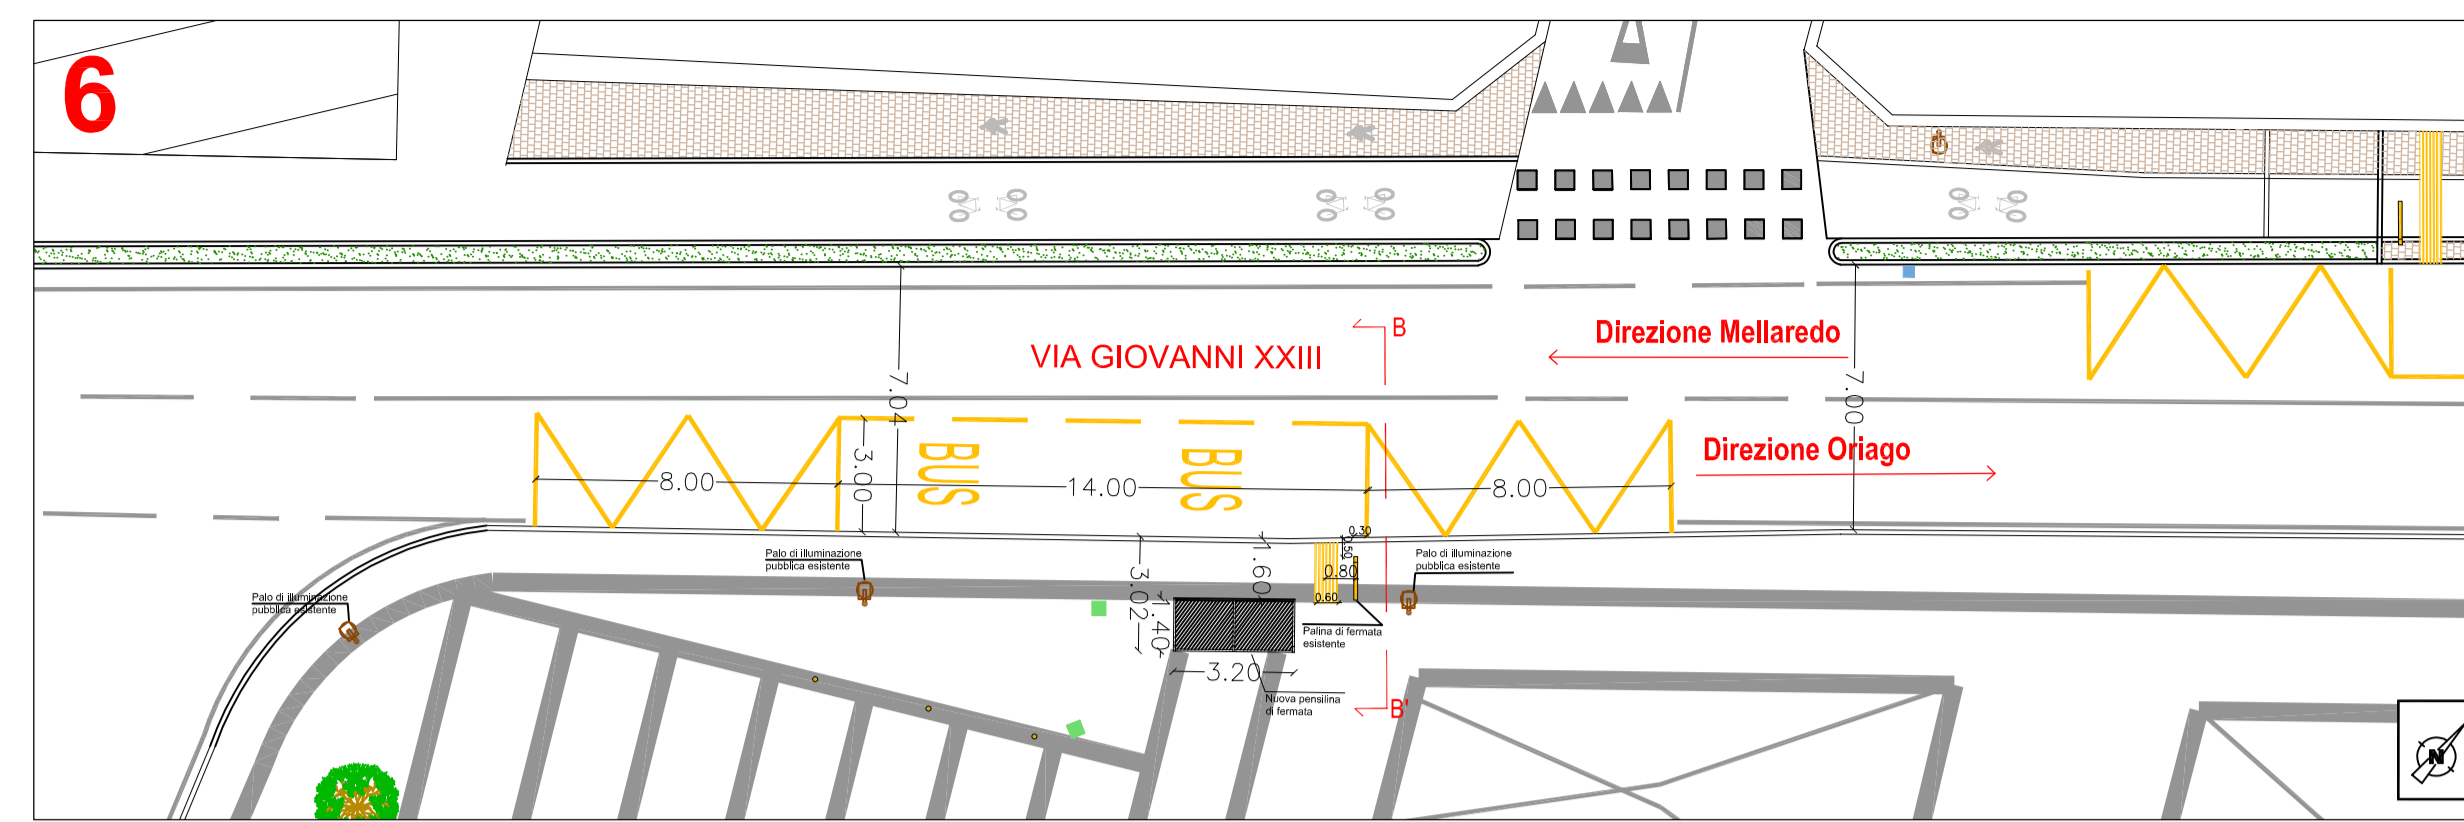 6
B
Direzione Mellaredo
VIA GIOVANNI XXIII
7.04
7.00
Direzione Oriago
BUS
BUS
3.00
8.00
14.00
8.00
0.30
0.50
Palo di illuminazione
pubblica esistente
Palo di illuminazione
pubblica esistente
Palo di illuminazione
pubblica esistente
1.60
3.02
0.80
0.60
1.40
Palina di fermata
esistente
3.20
Nuova pensilina
di fermata
B'
N